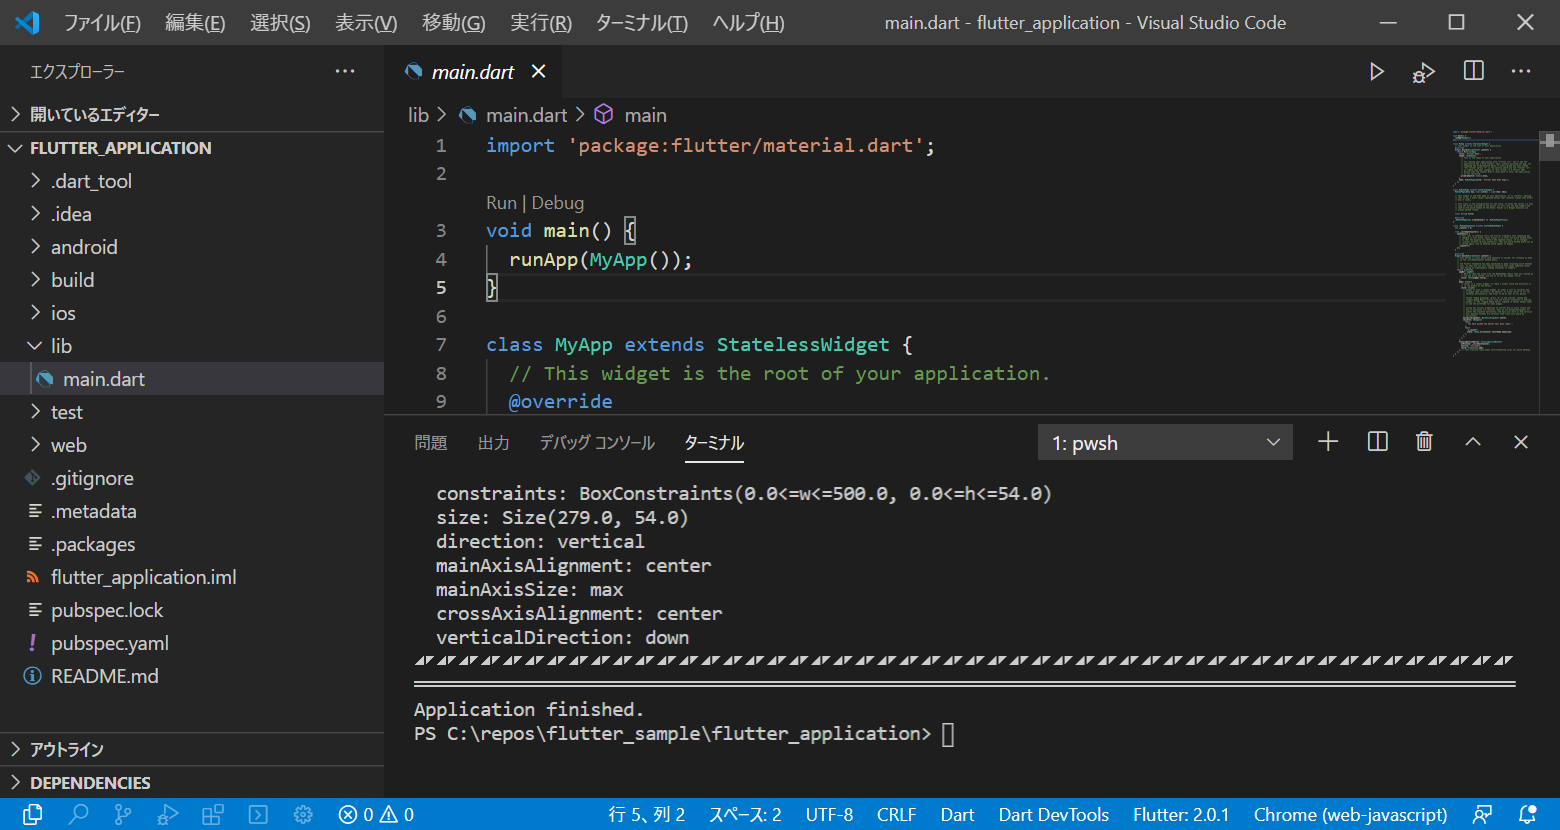 ファイル(F) 編集(E) 選択(S) 表示(V) 移動(G) 実行(R) ターミナル(T) ヘルプ(H) main.dart - flutter_application - Visual Studio Code
エクスプローラー
開いているエディター
FLUTTER_APPLICATION
.dart_tool
.idea
android
build
ios
lib
main.dart
test
web
.gitignore
.metadata
.packages
flutter_application.iml
pubspec.lock
pubspec.yaml
README.md
アウトライン
DEPENDENCIES
main.dart
lib > main.dart > main
1 import 'package:flutter/material.dart';
2
Run | Debug
3 void main() {
4 runApp(MyApp());
5 }
6
7 class MyApp extends StatelessWidget {
8 // This widget is the root of your application.
9 @override
問題 出力 デバッグ コンソール ターミナル 1: pwsh
constraints: BoxConstraints(0.0<=w<=500.0, 0.0<=h<=54.0)
size: Size(279.0, 54.0)
direction: vertical
mainAxisAlignment: center
mainAxisSize: max
crossAxisAlignment: center
verticalDirection: down
Application finished.
PS C:\repos\flutter_sample\flutter_application>
0 0 行 5、列 2 スペース: 2 UTF-8 CRLF Dart Dart DevTools Flutter: 2.0.1 Chrome (web-javascript)